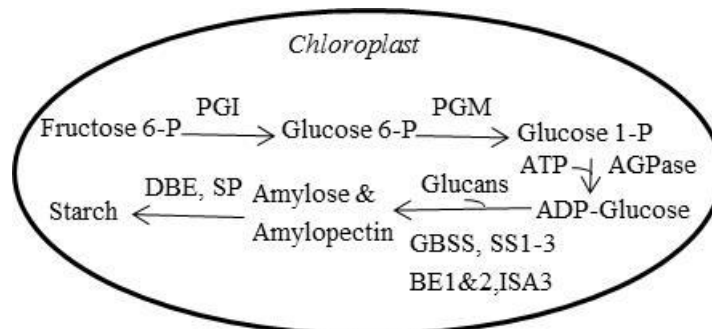 Chloroplast
PGI PGM
Fructose 6-P Glucose 6-P Glucose 1-P
ATP AGPase
DBE, SP Amylose & Glucans
Starch ADP-Glucose
Amylopectin
GBSS, SS1-3
BE1&2,ISA3